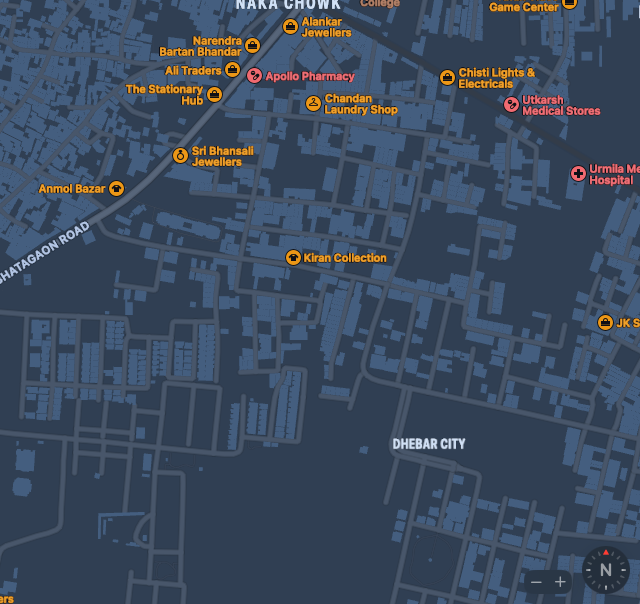 NAKA CHOWK
College
Game Center
Alankar
Jewellers
Narendra
Bartan Bhandar
Ali Traders
Apollo Pharmacy
Chisti Lights &
Electricals
The Stationary
Hub
Chandan
Laundry Shop
Utkarsh
Medical Stores
Sri Bhansali
Jewellers
Urmila Me
Hospital
Anmol Bazar
GHATAGAON ROAD
Kiran Collection
JK S
DHEBAR CITY
N
− +
ers